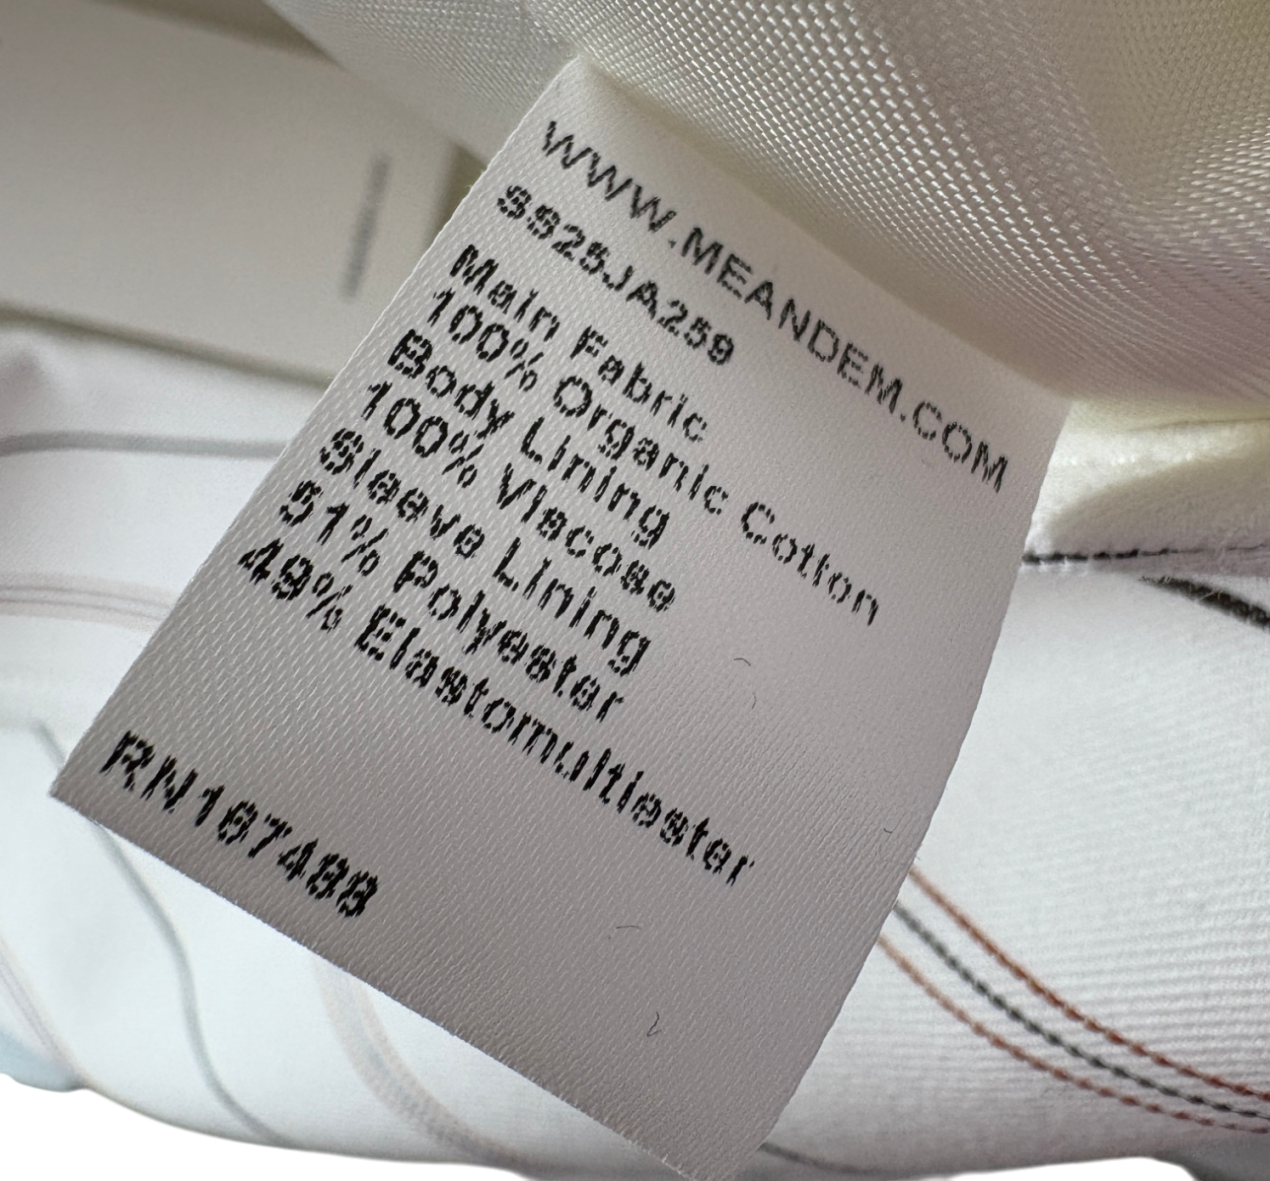 WWW.MEANDEM.COM
SS25JA259
Main Fabric
100% Organic Cotton
Body Lining
100% Viscose
Sleeve Lining
51% Polyester
49% Elastomultiester
RN167488